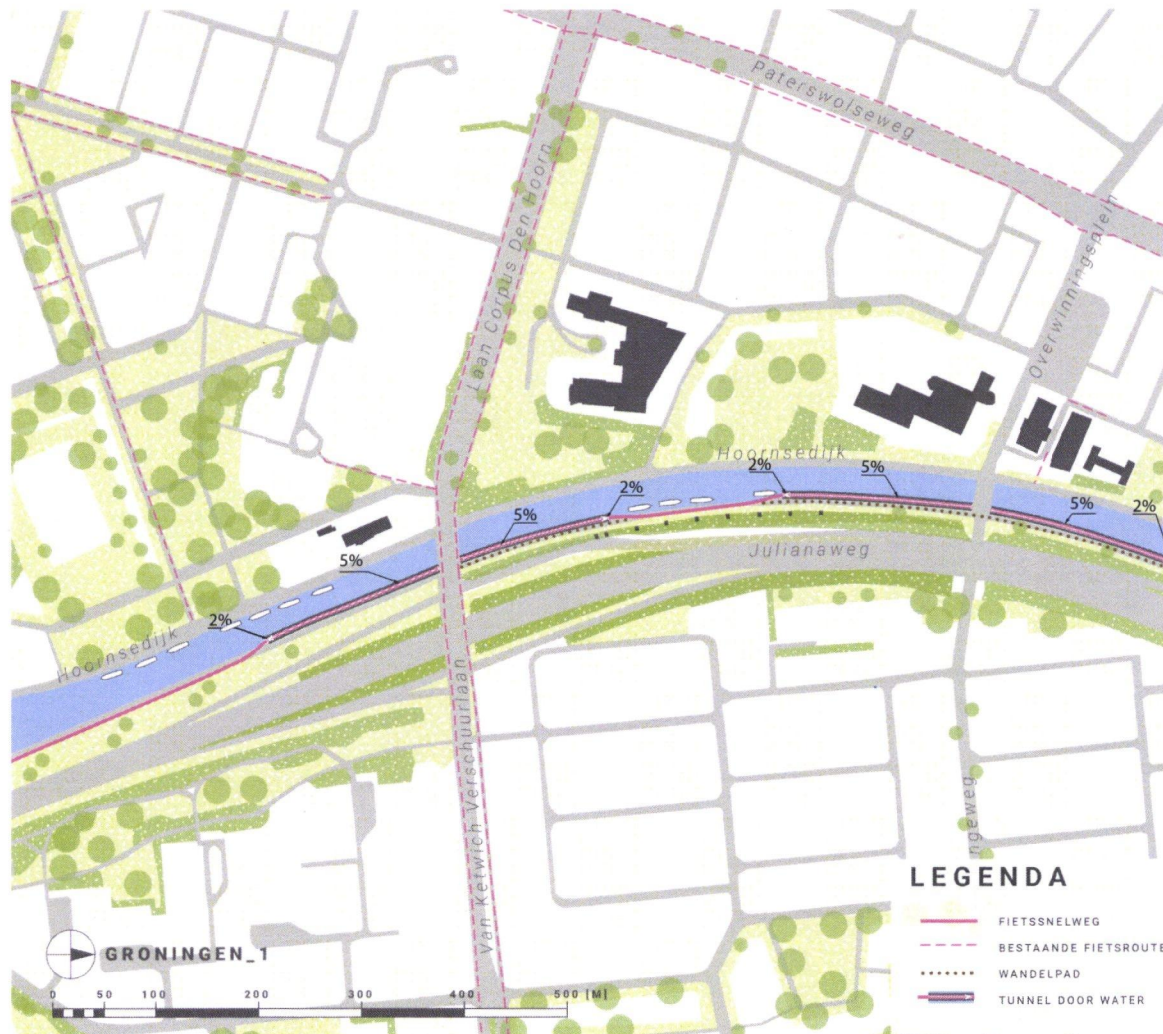 Paterswolseweg
Laan Corpus Den Hoorn
Overwinningsplein
Hoornsedijk
2%
5%
2%
5%
5%
2%
Julianaweg
5%
2%
Hoornsedijk
Van Ketwich Verschuurlaan
ngeweg
LEGENDA
FIETSSNELWEG
BESTAANDE FIETSROUTE
WANDELPAD
TUNNEL DOOR WATER
GRONINGEN_1
0 50 100 200 300 400 500 [M]